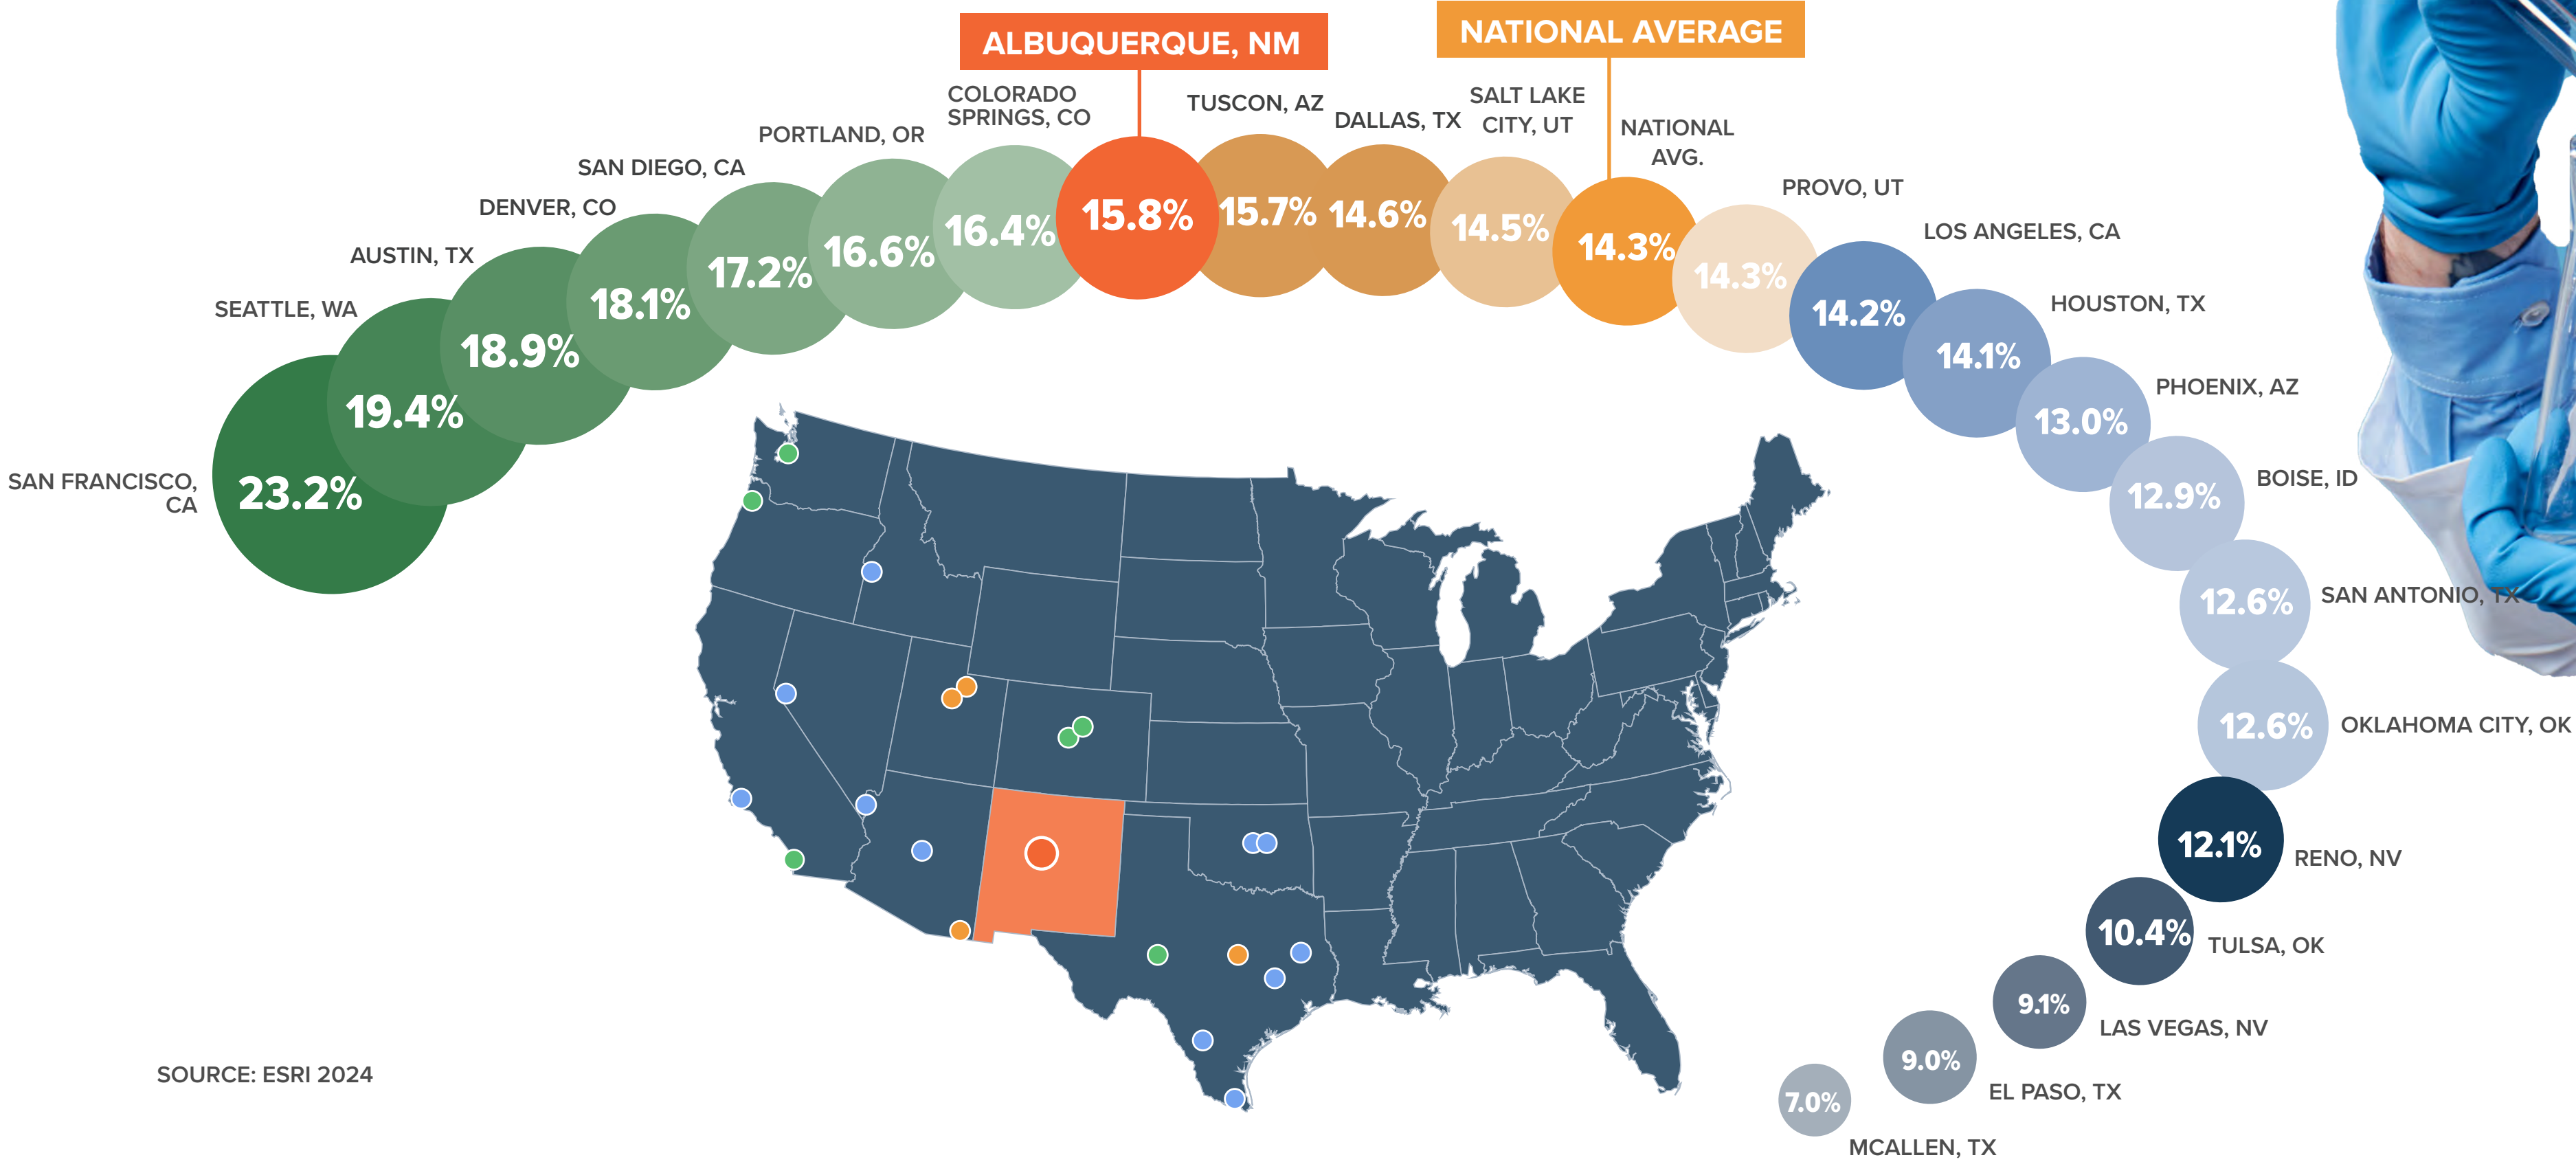 ALBUQUERQUE, NM
NATIONAL AVERAGE
SAN FRANCISCO,
CA
23.2%
SEATTLE, WA
19.4%
AUSTIN, TX
18.9%
DENVER, CO
18.1%
SAN DIEGO, CA
17.2%
PORTLAND, OR
16.6%
COLORADO
SPRINGS, CO
16.4%
15.8%
TUSCON, AZ
15.7%
DALLAS, TX
14.6%
SALT LAKE
CITY, UT
14.5%
NATIONAL
AVG.
14.3%
PROVO, UT
14.3%
LOS ANGELES, CA
14.2%
HOUSTON, TX
14.1%
PHOENIX, AZ
13.0%
BOISE, ID
12.9%
SAN ANTONIO, TX
12.6%
OKLAHOMA CITY, OK
12.6%
RENO, NV
12.1%
TULSA, OK
10.4%
LAS VEGAS, NV
9.1%
EL PASO, TX
9.0%
MCALLEN, TX
7.0%
SOURCE: ESRI 2024